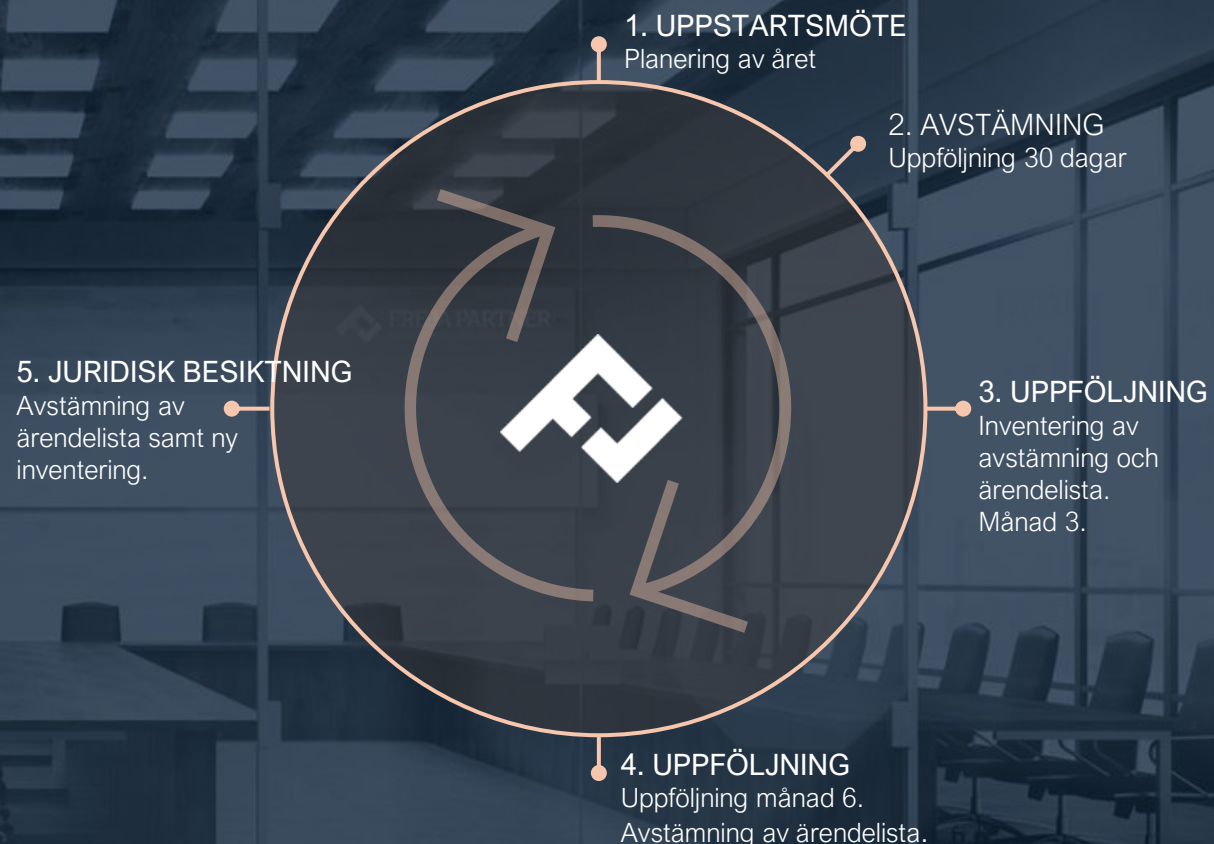 1. UPPSTARTSMÖTE
Planering av året
2. AVSTÄMNING
Uppföljning 30 dagar
3. UPPFÖLJNING
Inventering av
avstämning och
ärendelista.
Månad 3.
4. UPPFÖLJNING
Uppföljning månad 6.
Avstämning av ärendelista.
5. JURIDISK BESIKTNING
Avstämning av
ärendelista samt ny
inventering.